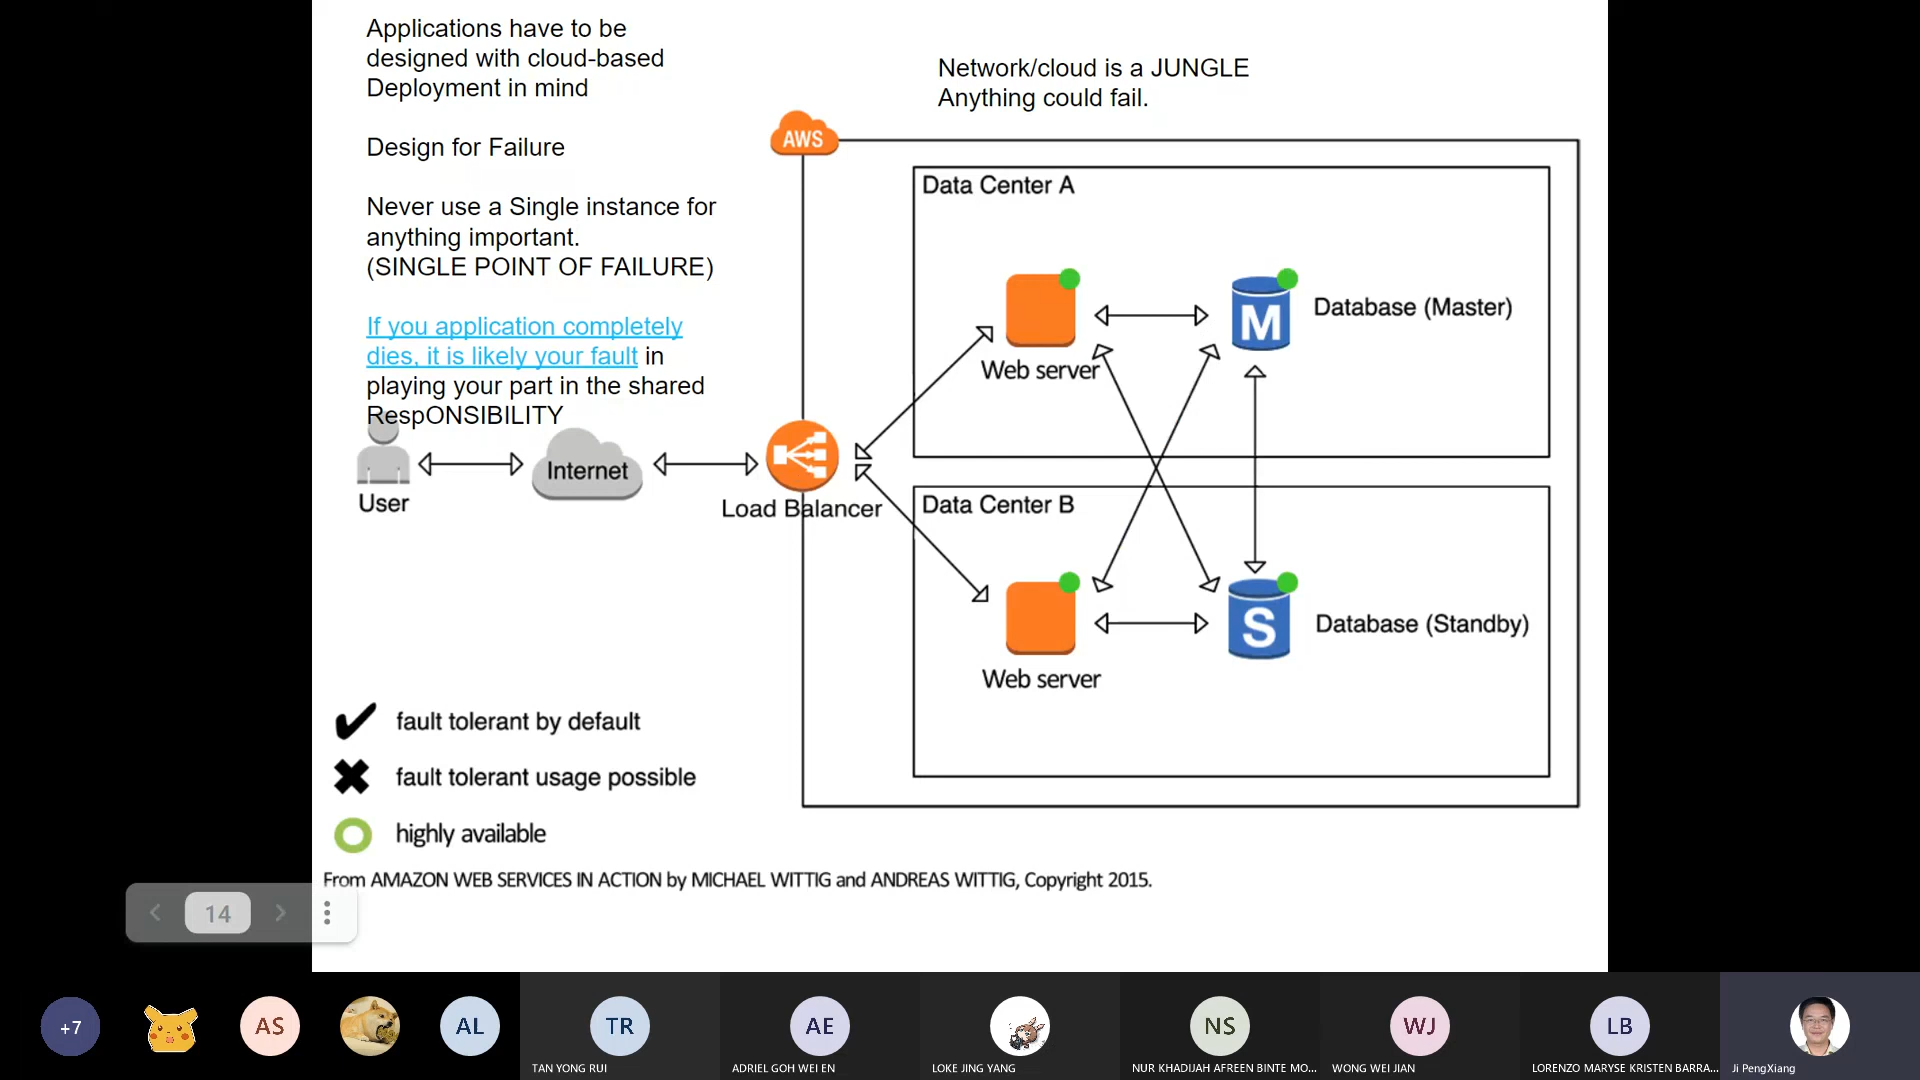 Applications have to be
designed with cloud-based
Deployment in mind
Design for Failure
Never use a Single instance for
anything important.
(SINGLE POINT OF FAILURE)
If you application completely
dies, it is likely your fault in
playing your part in the shared
RespONSIBILITY
Network/cloud is a JUNGLE
Anything could fail.
AWS
Data Center A
Web server
M
Database (Master)
User
Internet
Load Balancer
Data Center B
Web server
S
Database (Standby)
fault tolerant by default
fault tolerant usage possible
highly available
From AMAZON WEB SERVICES IN ACTION by MICHAEL WITTIG and ANDREAS WITTIG, Copyright 2015.
14
+7
AS
AL
TR
TAN YONG RUI
AE
ADRIEL GOH WEI EN
LOKE JING YANG
NS
NUR KHADIJAH AFREEN BINTE MO...
WJ
WONG WEI JIAN
LB
LORENZO MARYSE KRISTEN BARRA...
Ji PengXiang